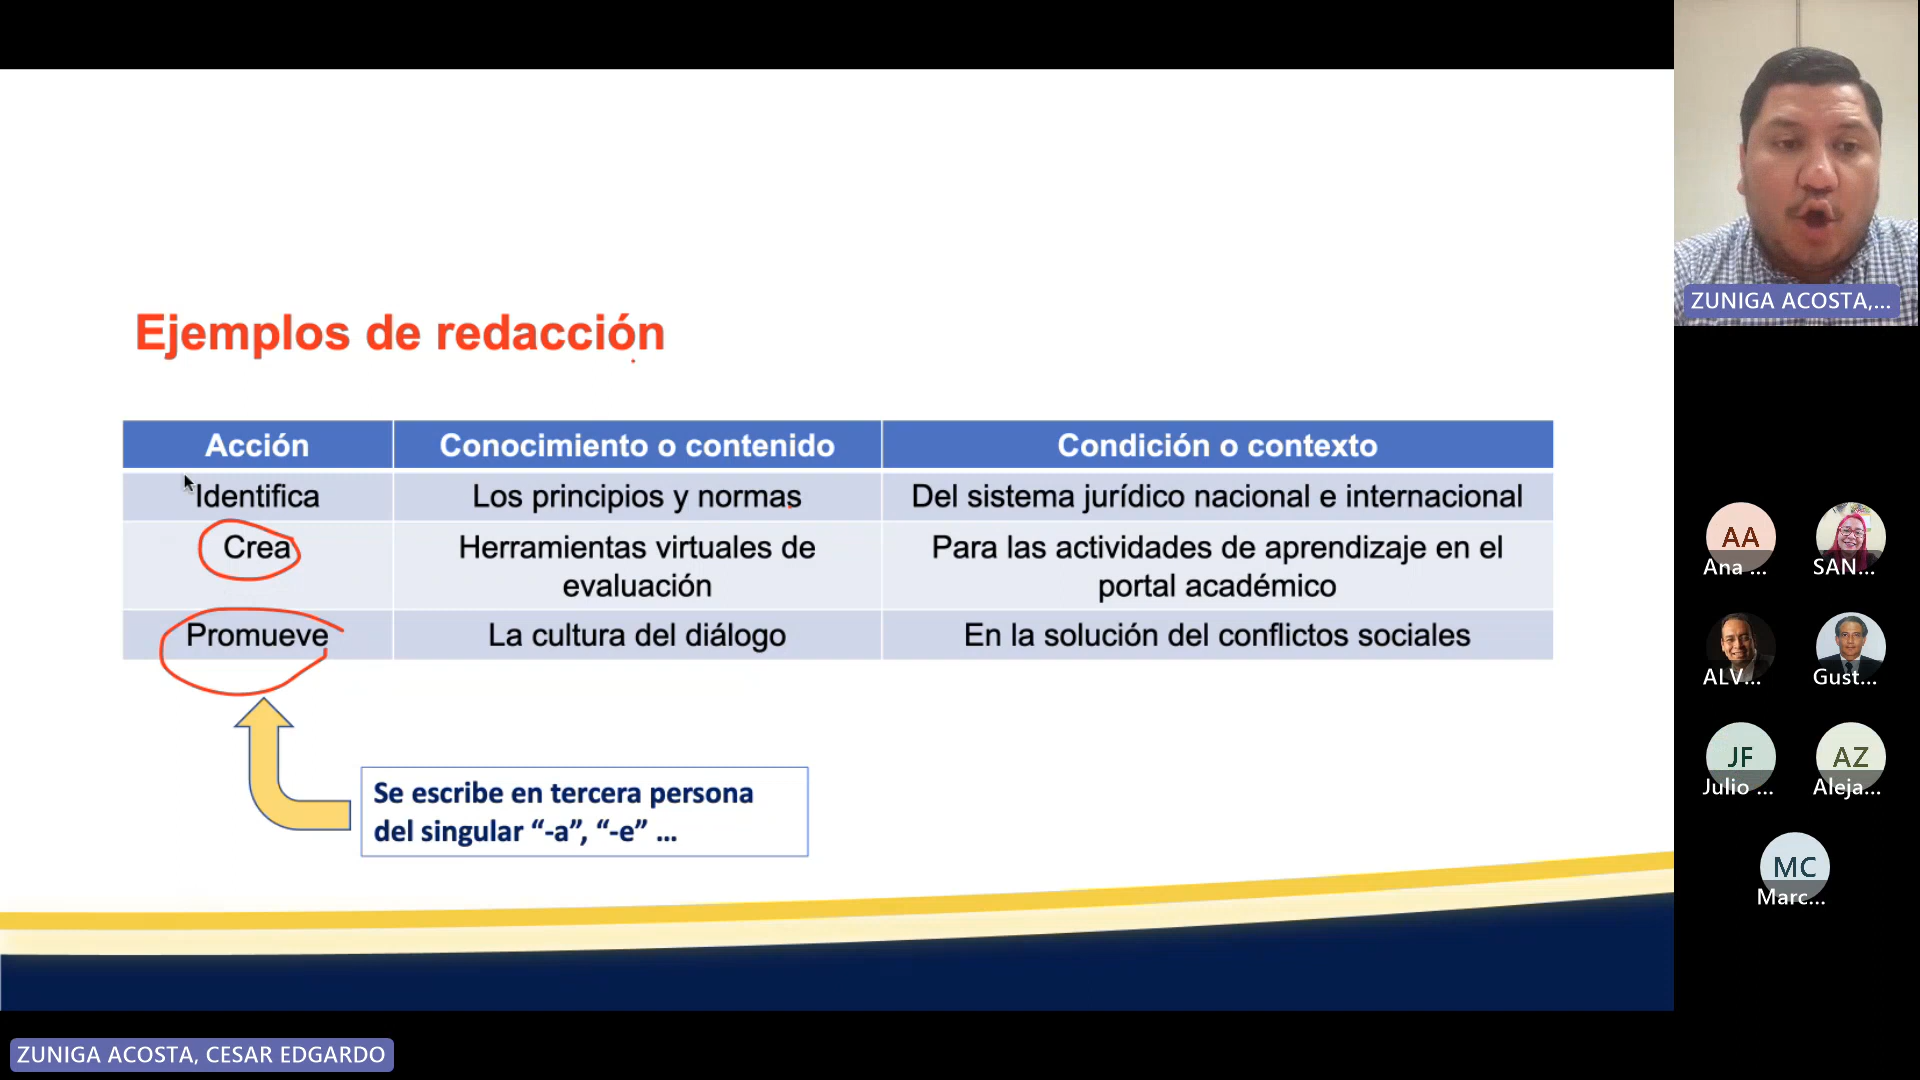 ZUNIGA ACOSTA,...
Ejemplos de redacción
Acción Conocimiento o contenido Condición o contexto
Identifica Los principios y normas Del sistema jurídico nacional e internacional
Crea Herramientas virtuales de evaluación Para las actividades de aprendizaje en el portal académico
Promueve La cultura del diálogo En la solución del conflictos sociales
Se escribe en tercera persona
del singular “-a”, “-e” ...
AA
Ana ...
SAN...
ALV...
Gust...
JF
Julio ...
AZ
Aleja...
MC
Marc...
ZUNIGA ACOSTA, CESAR EDGARDO